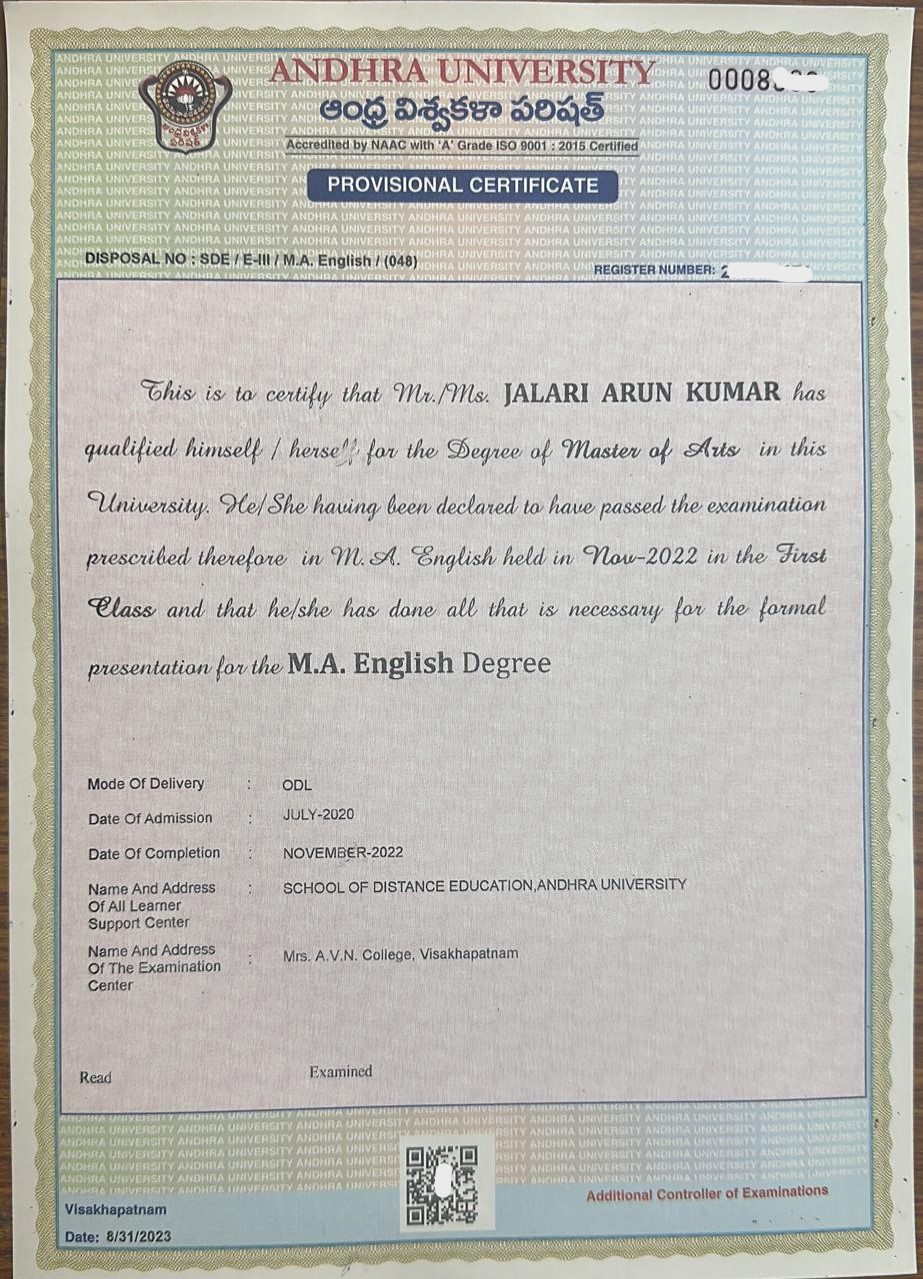 ANDHRA UNIVERSITY
ఆంధ్ర విశ్వకళా పరిషత్
0008
Accredited by NAAC with 'A' Grade ISO 9001 : 2015 Certified
PROVISIONAL CERTIFICATE
DISPOSAL NO : SDE / E-III / M.A. English / (048)
REGISTER NUMBER: 2
This is to certify that Mr./Ms. JALARI ARUN KUMAR has
qualified himself / herself for the Degree of Master of Arts in this
University. He/She having been declared to have passed the examination
prescribed therefore in M.A. English held in Nov-2022 in the First
Class and that he/she has done all that is necessary for the formal
presentation for the M.A. English Degree
Mode Of Delivery : ODL
Date Of Admission : JULY-2020
Date Of Completion : NOVEMBER-2022
Name And Address : SCHOOL OF DISTANCE EDUCATION,ANDHRA UNIVERSITY
Of All Learner
Support Center
Name And Address
Of The Examination : Mrs. A.V.N. College, Visakhapatnam
Center
Read Examined
Additional Controller of Examinations
Visakhapatnam
Date: 8/31/2023